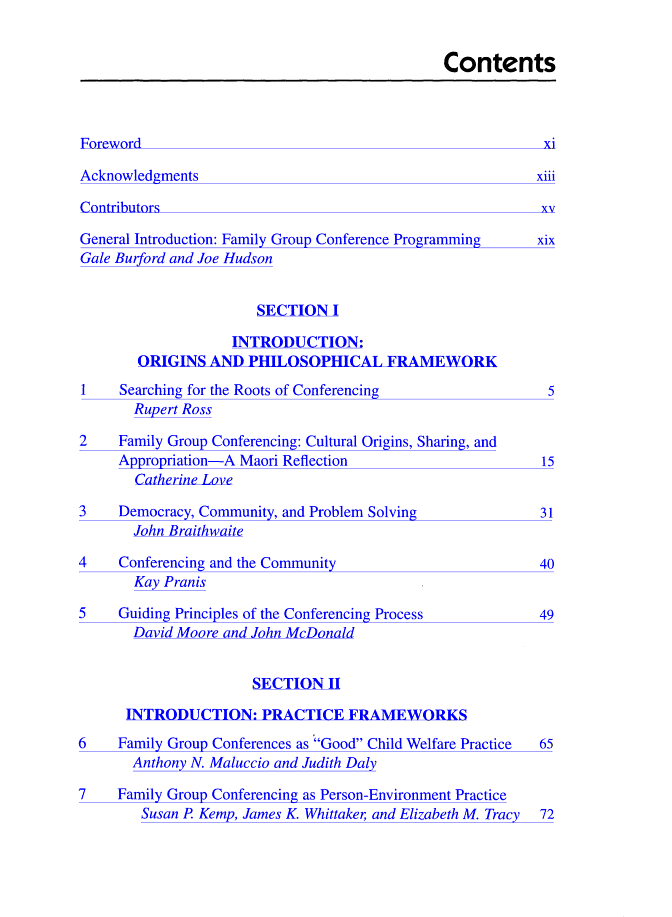 Contents
Foreword xi
Acknowledgments xiii
Contributors xv
General Introduction: Family Group Conference Programming xix
Gale Burford and Joe Hudson
SECTION I
INTRODUCTION:
ORIGINS AND PHILOSOPHICAL FRAMEWORK
1 Searching for the Roots of Conferencing 5
Rupert Ross
2 Family Group Conferencing: Cultural Origins, Sharing, and
Appropriation—A Maori Reflection 15
Catherine Love
3 Democracy, Community, and Problem Solving 31
John Braithwaite
4 Conferencing and the Community 40
Kay Pranis
5 Guiding Principles of the Conferencing Process 49
David Moore and John McDonald
SECTION II
INTRODUCTION: PRACTICE FRAMEWORKS
6 Family Group Conferences as “Good” Child Welfare Practice 65
Anthony N. Maluccio and Judith Daly
7 Family Group Conferencing as Person-Environment Practice
Susan P. Kemp, James K. Whittaker, and Elizabeth M. Tracy 72